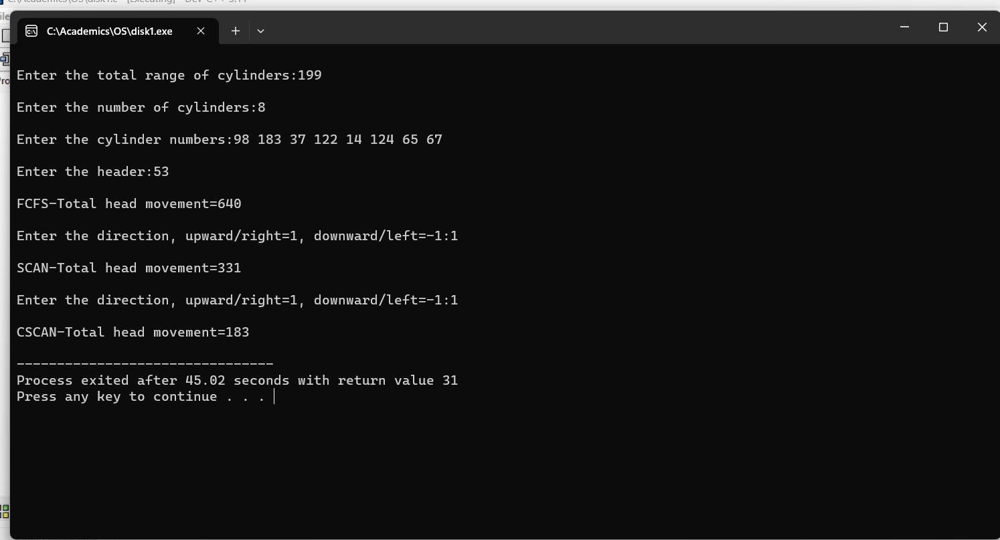 C:\Academics\OS\disk1.exe
Enter the total range of cylinders:199
Enter the number of cylinders:8
Enter the cylinder numbers:98 183 37 122 14 124 65 67
Enter the header:53
FCFS-Total head movement=640
Enter the direction, upward/right=1, downward/left=-1:1
SCAN-Total head movement=331
Enter the direction, upward/right=1, downward/left=-1:1
CSCAN-Total head movement=183
--------------------------------
Process exited after 45.02 seconds with return value 31
Press any key to continue . . .